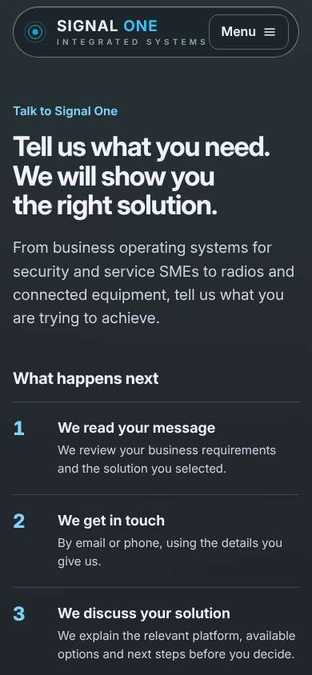 SIGNAL ONE
INTEGRATED SYSTEMS
Menu
Talk to Signal One
Tell us what you need.
We will show you
the right solution.
From business operating systems for
security and service SMEs to radios and
connected equipment, tell us what you
are trying to achieve.
What happens next
1
We read your message
We review your business requirements
and the solution you selected.
2
We get in touch
By email or phone, using the details you
give us.
3
We discuss your solution
We explain the relevant platform, available
options and next steps before you decide.